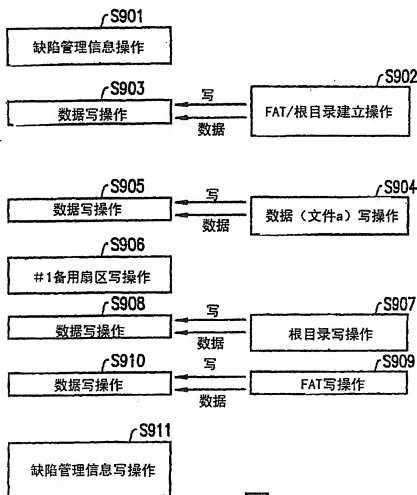 S901
缺陷管理信息操作
S903
数据写操作
写
数据
S902
FAT/根目录建立操作
S905
数据写操作
写
数据
S904
数据（文件a）写操作
S906
#1备用扇区写操作
S908
数据写操作
写
数据
S907
根目录写操作
S910
数据写操作
写
数据
S909
FAT写操作
S911
缺陷管理信息写操作